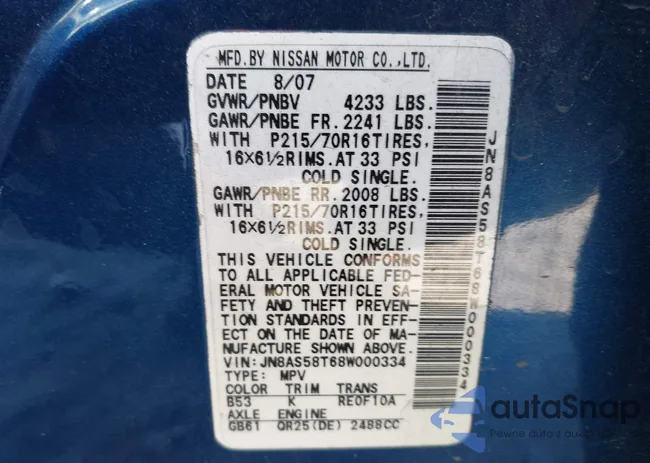 MFD.BY NISSAN MOTOR CO.,LTD.
DATE 8/07
GVWR/PNBV 4233 LBS.
GAWR/PNBE FR. 2241 LBS.
WITH P215/70R16TIRES,
16X6½RIMS.AT 33 PSI
COLD SINGLE.
GAWR/PNBE RR. 2008 LBS.
WITH P215/70R16TIRES,
16X6½RIMS.AT 33 PSI
COLD SINGLE.
THIS VEHICLE CONFORMS
TO ALL APPLICABLE FED-
ERAL MOTOR VEHICLE SA-
FETY AND THEFT PREVEN-
TION STANDARDS IN EFF-
ECT ON THE DATE OF MA-
NUFACTURE SHOWN ABOVE.
VIN: JN8AS58T68W000334
TYPE: MPV
COLOR TRIM TRANS
B53 K RE0F10A
AXLE ENGINE
GB61 QR25(DE) 2488CC
JN8AS58T68W000334
autoSnap
Pewne auta z usa